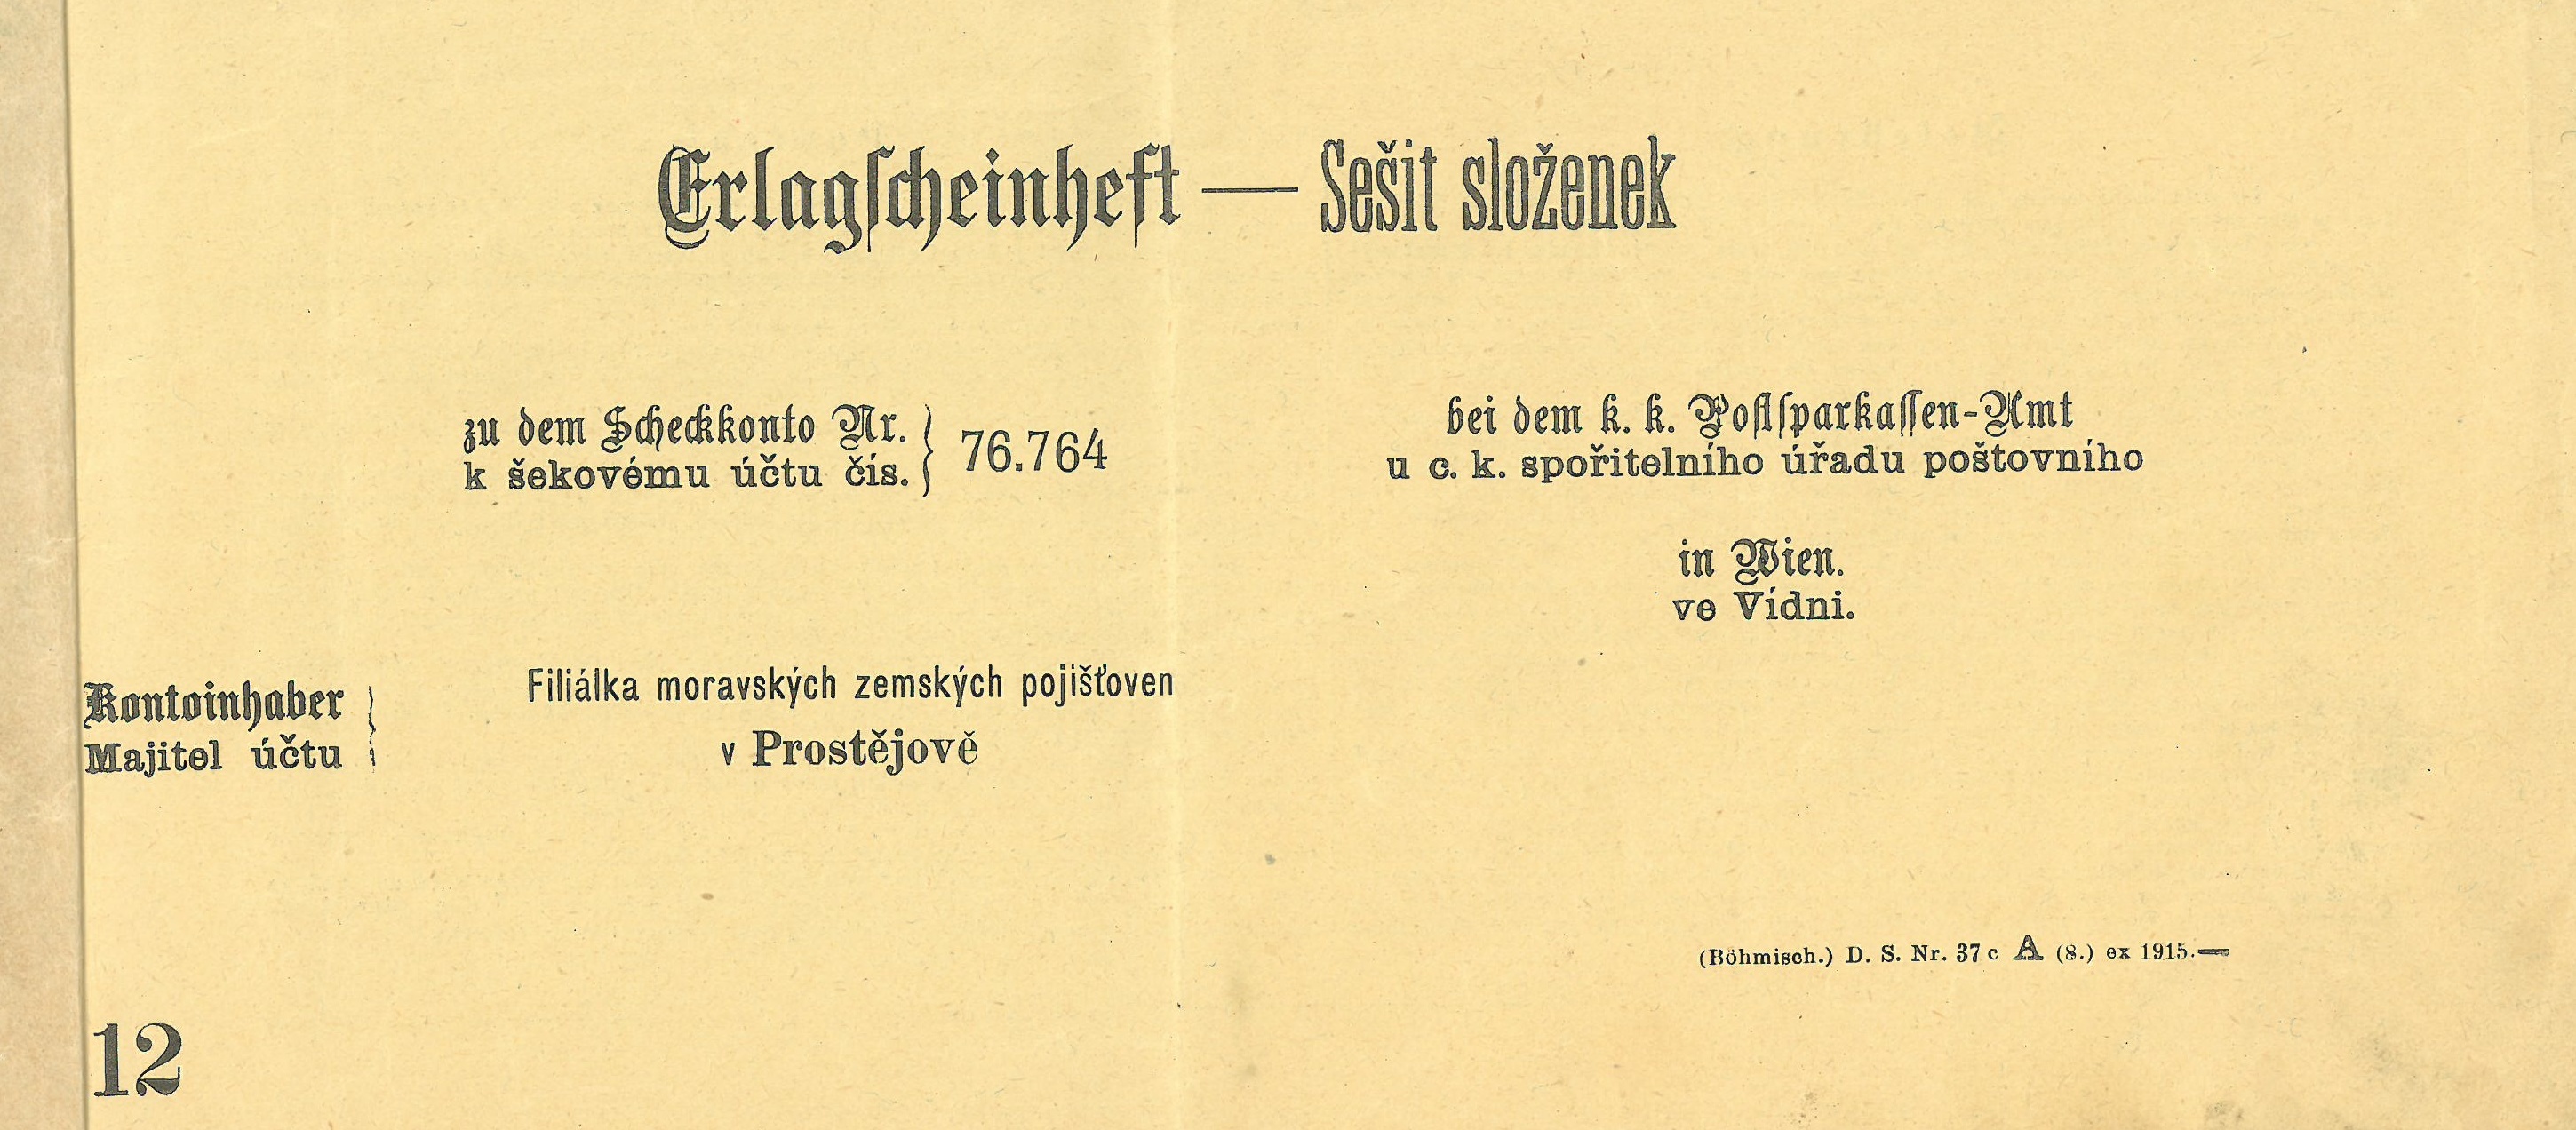 Erlagſcheinheft — Sešit složenek
zu dem Scheckkonto Nr.
k šekovému účtu čís. } 76.764
bei dem k. k. Poſtſparkaſſen-Amt
u c. k. spořitelního úřadu poštovního
in Wien.
ve Vídni.
Kontoinhaber
Majitel účtu }
Filiálka moravských zemských pojišťoven
v Prostějově
(Böhmisch.) D. S. Nr. 37 c A (8.) ex 1915.—
12